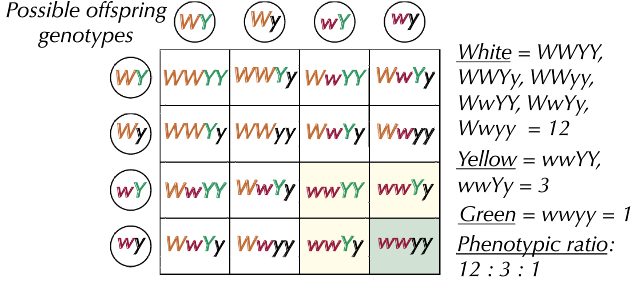 Possible offspring
genotypes
WY Wy wY wy
WY WWYY WWYy WwYY WwYy
Wy WWYy WWyy WwYy Wwyy
wY WwYY WwYy wwYY wwYy
wy WwYy Wwyy wwYy wwyy
White = WWYY,
WWYy, WWyy,
WwYY, WwYy,
Wwyy = 12
Yellow = wwYY,
wwYy = 3
Green = wwyy = 1
Phenotypic ratio:
12 : 3 : 1